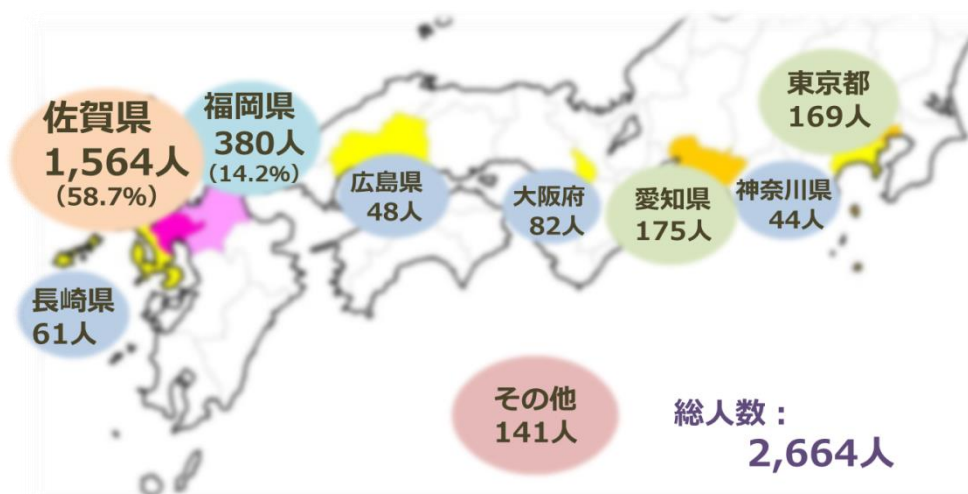 佐賀県
1,564人
(58.7%)
福岡県
380人
(14.2%)
東京都
169人
広島県
48人
大阪府
82人
愛知県
175人
神奈川県
44人
長崎県
61人
その他
141人
総人数：
2,664人